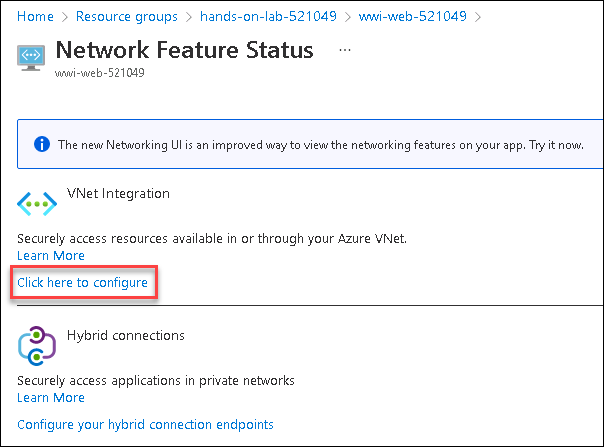 Home > Resource groups > hands-on-lab-521049 > wwi-web-521049 >
Network Feature Status ...
wwi-web-521049
The new Networking UI is an improved way to view the networking features on your app. Try it now.
VNet Integration
Securely access resources available in or through your Azure VNet.
Learn More
Click here to configure
Hybrid connections
Securely access applications in private networks
Learn More
Configure your hybrid connection endpoints